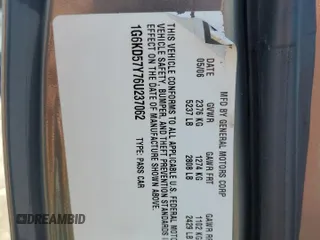 MFD BY GENERAL MOTORS CORP
DATE GVWR GAWR FRT GAWR RR
05/06 2376 KG 1274 KG 1102 KG
5237 LB 2808 LB 2429 LB
THIS VEHICLE CONFORMS TO ALL APPLICABLE U.S. FEDERAL MOTOR
VEHICLE SAFETY, BUMPER, AND THEFT PREVENTION STANDARDS
EFFECT ON THE DATE OF MANUFACTURE SHOWN ABOVE.
1G6KD57Y76U237062 TYPE: PASS CAR
DREAMBID